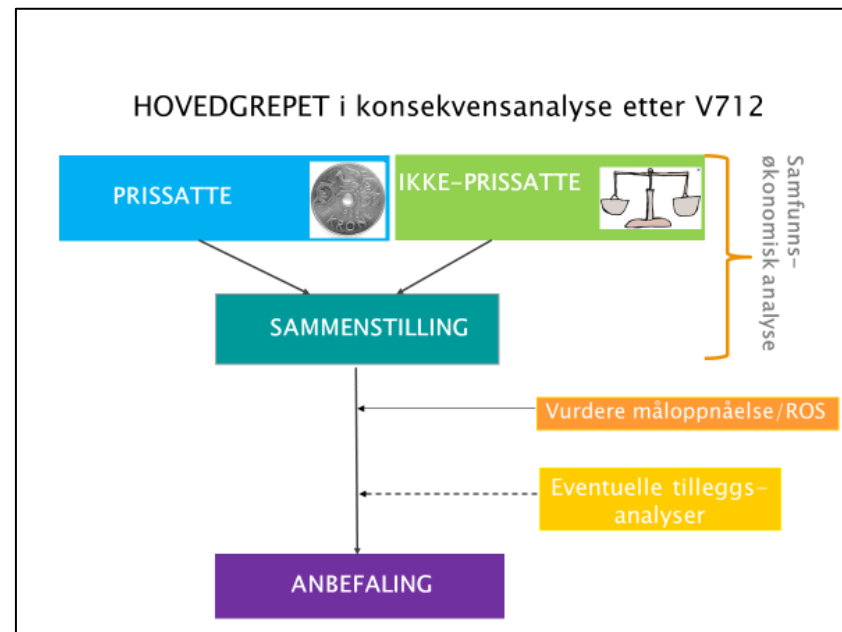 HOVEDGREPET i konsekvensanalyse etter V712
PRISSATTE
IKKE-PRISSATTE
Samfunns-
økonomisk analyse
SAMMENSTILLING
Vurdere måloppnåelse/ROS
Eventuelle tilleggs-
analyser
ANBEFALING